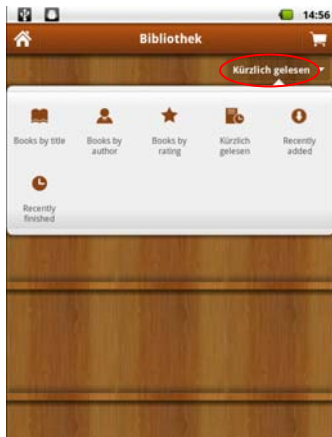 14:56
Bibliothek
Kürzlich gelesen
Books by title
Books by
author
Books by
rating
Kürzlich
gelesen
Recently
added
Recently
finished